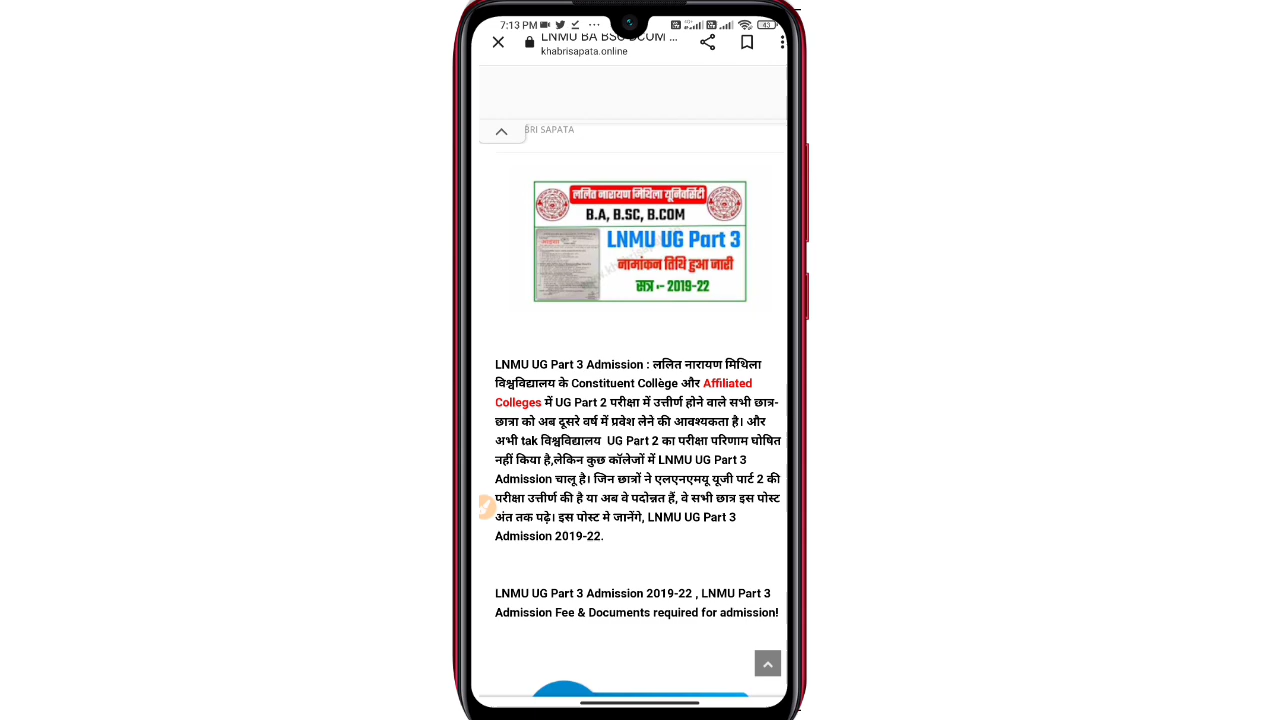 7:13 PM
43
LNMU BA BSC BCOM ...
khabrisapata.online
BRI SAPATA
ललित नारायण मिथिला यूनिवर्सिटी
B.A, B.SC, B.COM
LNMU UG Part 3
नामांकन तिथि हुआ जारी
सत्र :- 2019-22
LNMU UG Part 3 Admission : ललित नारायण मिथिला
विश्वविद्यालय के Constituent Collège और Affiliated
Colleges में UG Part 2 परीक्षा में उत्तीर्ण होने वाले सभी छात्र-
छात्रा को अब दूसरे वर्ष में प्रवेश लेने की आवश्यकता है। और
अभी tak विश्वविद्यालय UG Part 2 का परीक्षा परिणाम घोषित
नहीं किया है,लेकिन कुछ कॉलेजों में LNMU UG Part 3
Admission चालू है। जिन छात्रों ने एलएनएमयू यूजी पार्ट 2 की
परीक्षा उत्तीर्ण की है या अब वे पदोन्नत हैं, वे सभी छात्र इस पोस्ट
अंत तक पढ़े। इस पोस्ट मे जानेंगे, LNMU UG Part 3
Admission 2019-22.
LNMU UG Part 3 Admission 2019-22 , LNMU Part 3
Admission Fee & Documents required for admission!